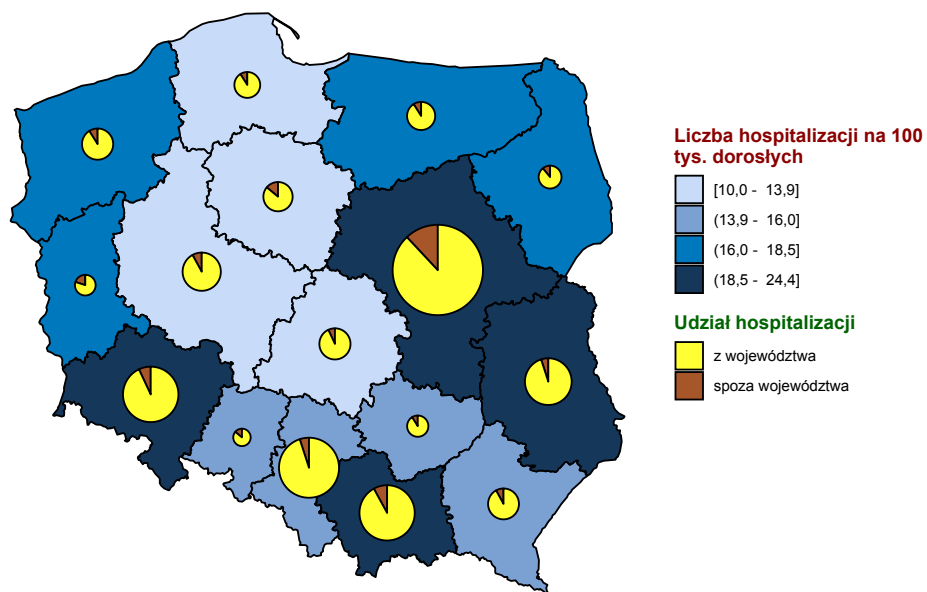 Liczba hospitalizacji na 100
tys. dorosłych
[10,0 - 13,9]
(13,9 - 16,0]
(16,0 - 18,5]
(18,5 - 24,4]
Udział hospitalizacji
z województwa
spoza województwa